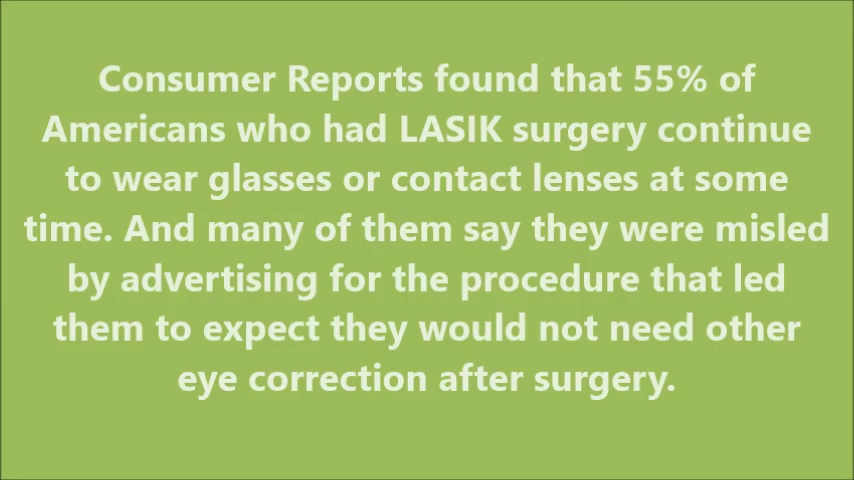 Consumer Reports found that 55% of
Americans who had LASIK surgery continue
to wear glasses or contact lenses at some
time. And many of them say they were misled
by advertising for the procedure that led
them to expect they would not need other
eye correction after surgery.